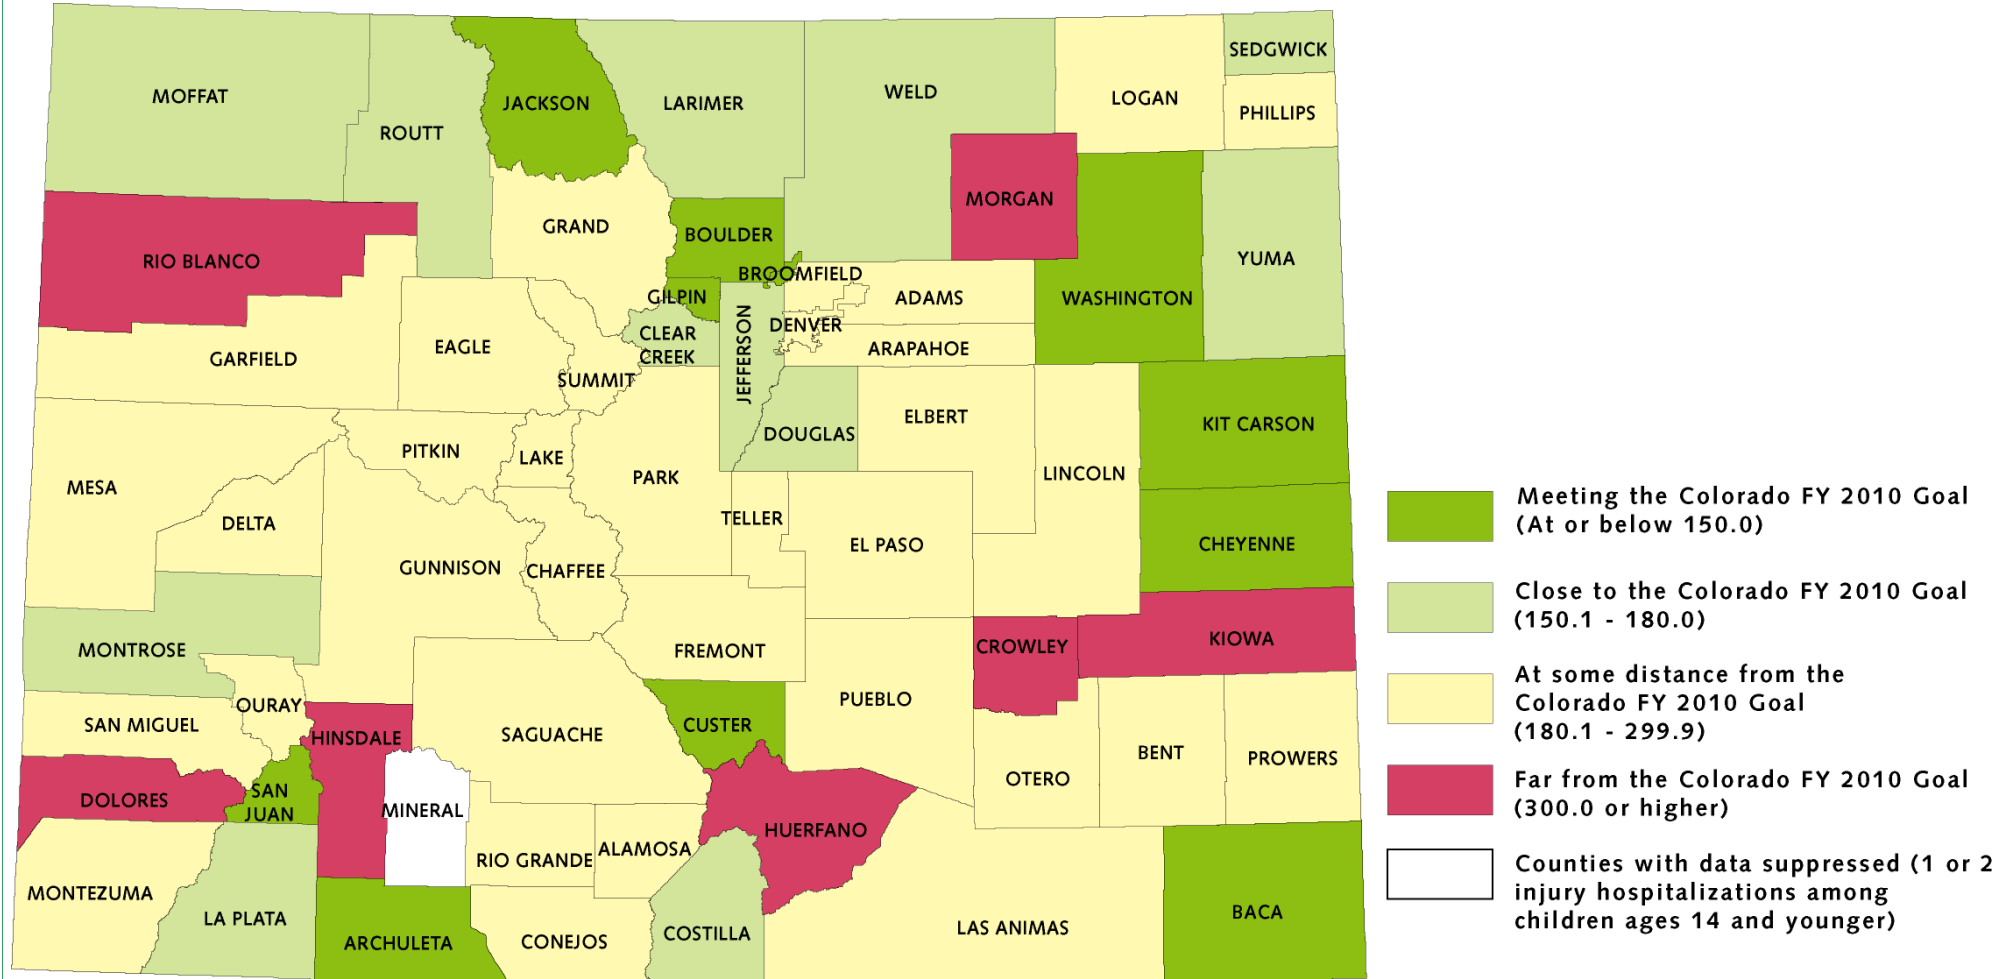 MOFFAT
ROUTT
JACKSON
LARIMER
WELD
LOGAN
SEDGWICK
PHILLIPS
MORGAN
RIO BLANCO
GRAND
BOULDER
YUMA
BROOMFIELD
GILPIN
ADAMS
WASHINGTON
CLEAR
CREEK
JEFFERSON
DENVER
ARAPAHOE
GARFIELD
EAGLE
SUMMIT
DOUGLAS
ELBERT
KIT CARSON
PITKIN
LAKE
PARK
LINCOLN
MESA
DELTA
TELLER
EL PASO
CHEYENNE
GUNNISON
CHAFFEE
MONTROSE
FREMONT
CROWLEY
KIOWA
OURAY
SAN MIGUEL
HINSDALE
SAGUACHE
CUSTER
PUEBLO
OTERO
BENT
PROWERS
DOLORES
SAN
JUAN
MINERAL
HUERFANO
RIO GRANDE
ALAMOSA
MONTEZUMA
LA PLATA
ARCHULETA
CONEJOS
COSTILLA
LAS ANIMAS
BACA
Meeting the Colorado FY 2010 Goal
(At or below 150.0)
Close to the Colorado FY 2010 Goal
(150.1 - 180.0)
At some distance from the
Colorado FY 2010 Goal
(180.1 - 299.9)
Far from the Colorado FY 2010 Goal
(300.0 or higher)
Counties with data suppressed (1 or 2
injury hospitalizations among
children ages 14 and younger)